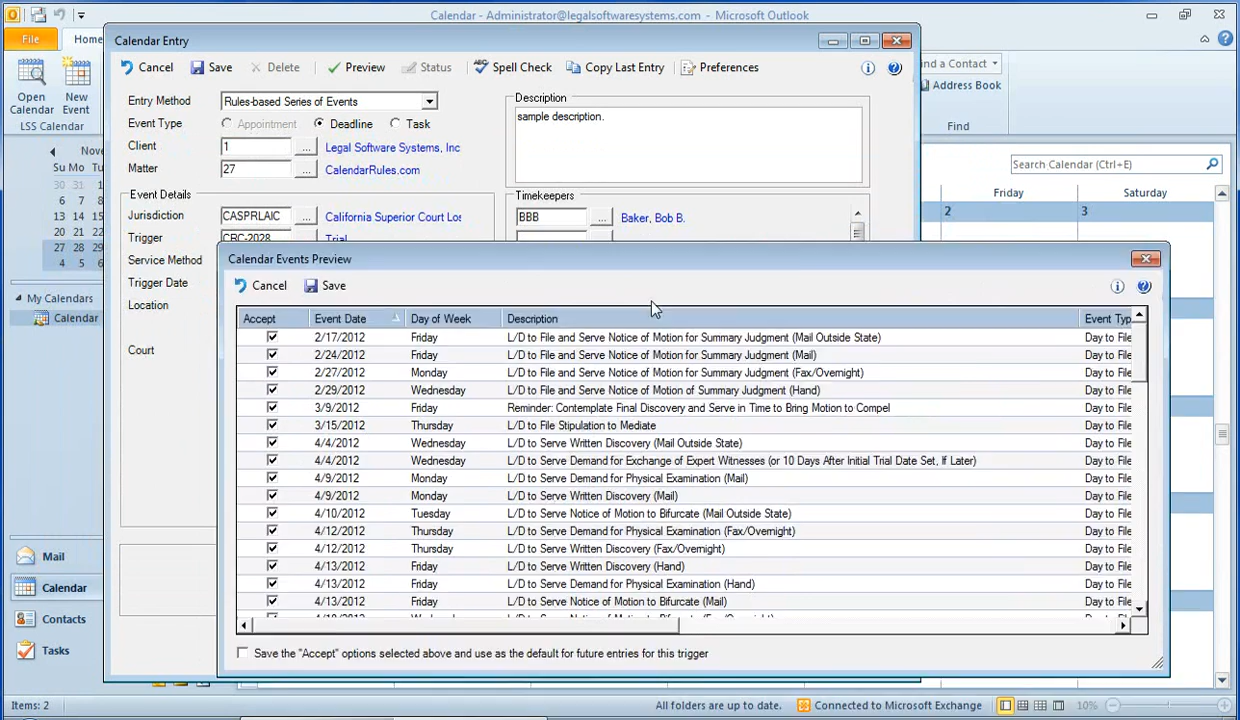 Calendar - Administrator@legalsoftwaresystems.com - Microsoft Outlook
File
Home
Calendar Entry
Cancel Save Delete Preview Status Spell Check Copy Last Entry Preferences
nd a Contact
Address Book
Find
Open Calendar
New Event
LSS Calendar
Entry Method Rules-based Series of Events
Event Type Appointment Deadline Task
Client 1 ... Legal Software Systems, Inc
Matter 27 ... CalendarRules.com
Description
sample description.
Search Calendar (Ctrl+E)
Friday Saturday
2 3
Nove
Su Mo Tu
30 31 1
6 7 8
13 14 15
20 21 22
27 28 29
4 5 6
My Calendars
Calendar
Event Details
Jurisdiction CASPRLAIC ... California Superior Court Los
Trigger CRC-2028 Trial
Service Method
Trigger Date
Location
Court
Timekeepers
BBB ... Baker, Bob B.
Calendar Events Preview
Cancel Save
Accept Event Date Day of Week Description Event Typ
2/17/2012 Friday L/D to File and Serve Notice of Motion for Summary Judgment (Mail Outside State) Day to File
2/24/2012 Friday L/D to File and Serve Notice of Motion for Summary Judgment (Mail) Day to File
2/27/2012 Monday L/D to File and Serve Notice of Motion for Summary Judgment (Fax/Overnight) Day to File
2/29/2012 Wednesday L/D to File and Serve Notice of Motion of Summary Judgment (Hand) Day to File
3/9/2012 Friday Reminder: Contemplate Final Discovery and Serve in Time to Bring Motion to Compel Day to File
3/15/2012 Thursday L/D to File Stipulation to Mediate Day to File
4/4/2012 Wednesday L/D to Serve Written Discovery (Mail Outside State) Day to File
4/4/2012 Wednesday L/D to Serve Demand for Exchange of Expert Witnesses (or 10 Days After Initial Trial Date Set, If Later) Day to File
4/9/2012 Monday L/D to Serve Demand for Physical Examination (Mail) Day to File
4/9/2012 Monday L/D to Serve Written Discovery (Mail) Day to File
4/10/2012 Tuesday L/D to Serve Notice of Motion to Bifurcate (Mail Outside State) Day to File
4/12/2012 Thursday L/D to Serve Demand for Physical Examination (Fax/Overnight) Day to File
4/12/2012 Thursday L/D to Serve Written Discovery (Fax/Overnight) Day to File
4/13/2012 Friday L/D to Serve Written Discovery (Hand) Day to File
4/13/2012 Friday L/D to Serve Demand for Physical Examination (Hand) Day to File
4/13/2012 Friday L/D to Serve Notice of Motion to Bifurcate (Mail) Day to File
Save the "Accept" options selected above and use as the default for future entries for this trigger
Mail
Calendar
Contacts
Tasks
Items: 2
All folders are up to date. Connected to Microsoft Exchange 10%